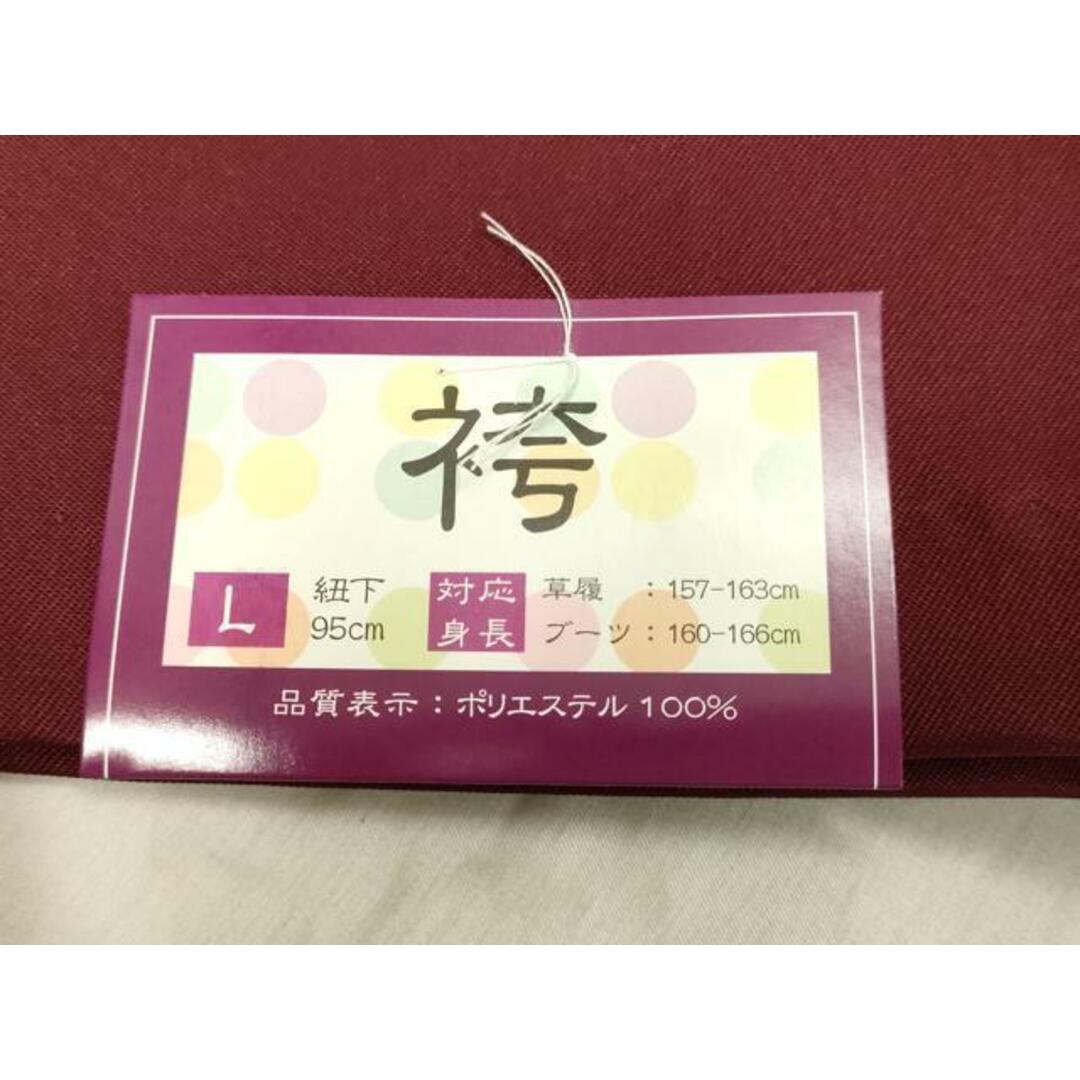 袴
L 紐下 95cm
対応身長 草履 : 157-163cm
ブーツ : 160-166cm
品質表示：ポリエステル 100%